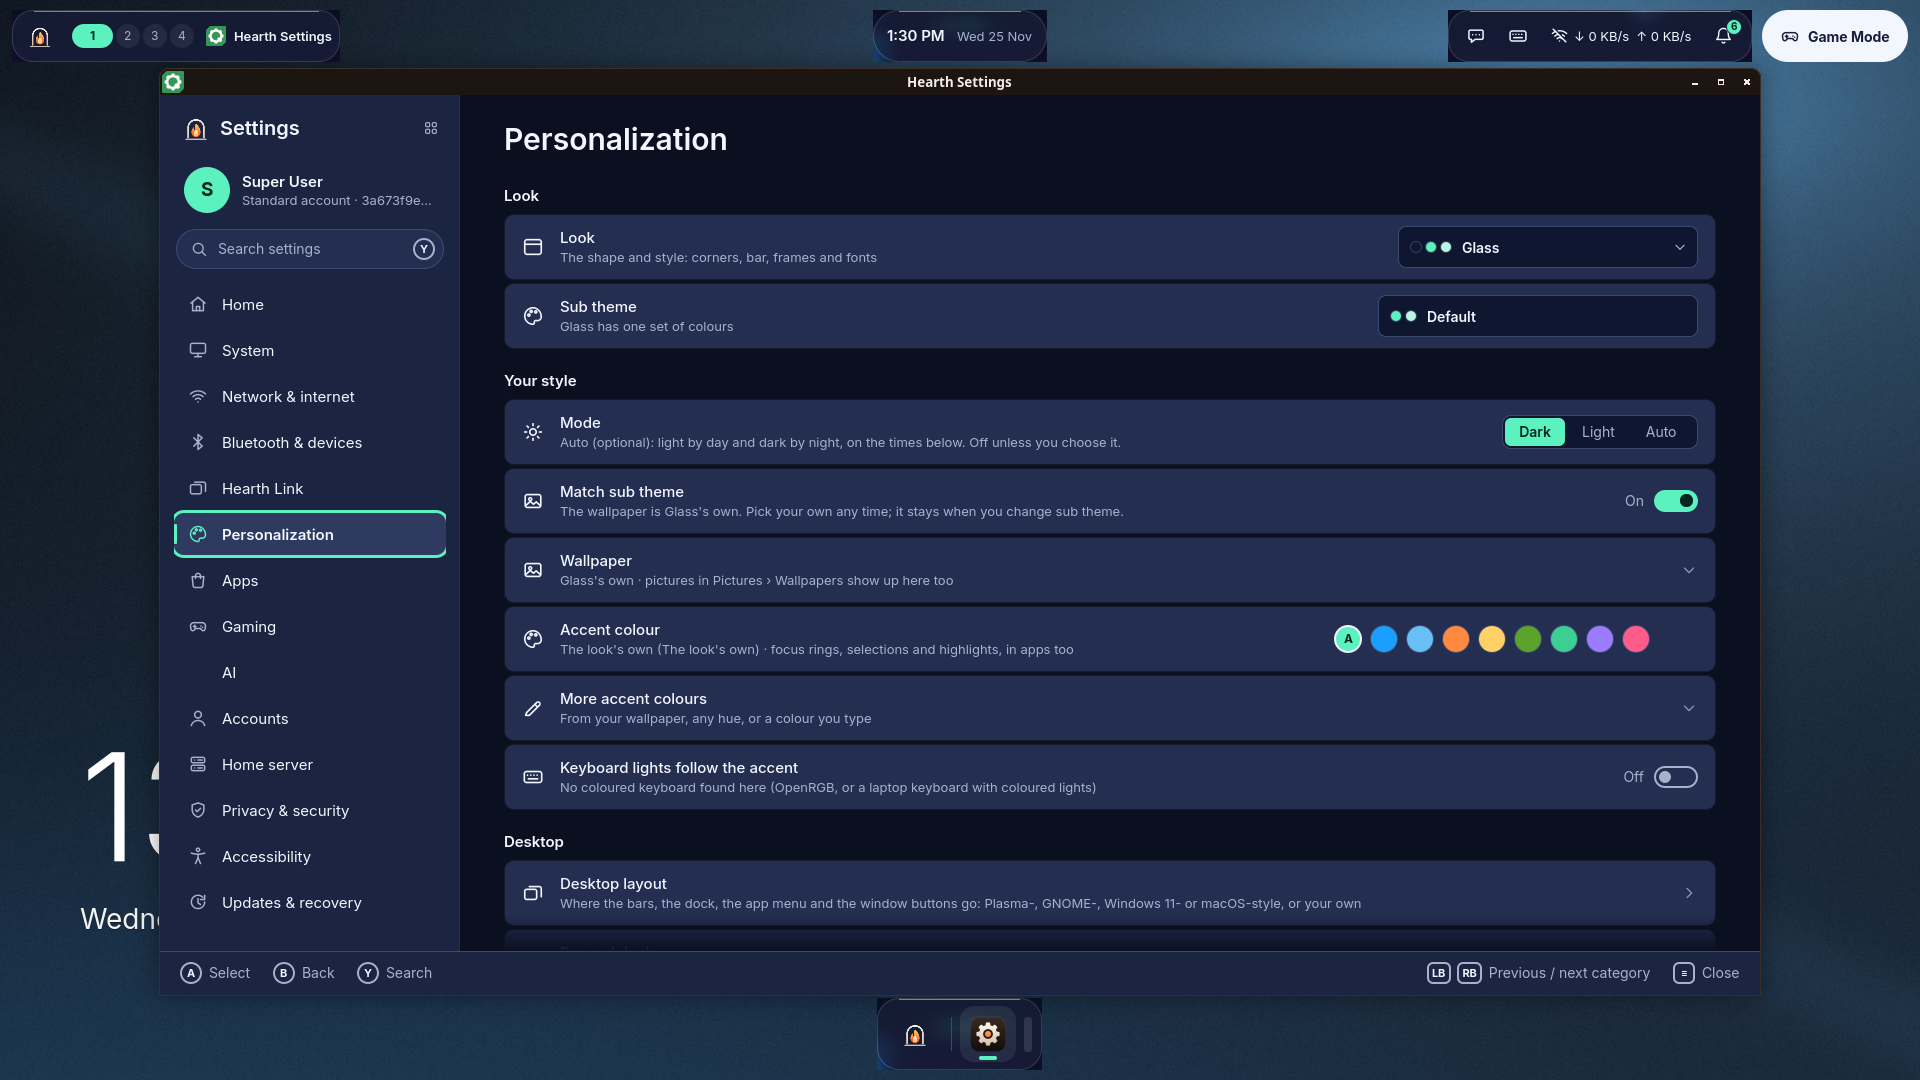 1 2 3 4 Hearth Settings
1:30 PM Wed 25 Nov
↓ 0 KB/s ↑ 0 KB/s
6
Game Mode
Hearth Settings
Settings
S
Super User
Standard account · 3a673f9e...
Search settings Y
Home
System
Network & internet
Bluetooth & devices
Hearth Link
Personalization
Apps
Gaming
AI
Accounts
Home server
Privacy & security
Accessibility
Updates & recovery
Personalization
Look
Look
The shape and style: corners, bar, frames and fonts
Glass
Sub theme
Glass has one set of colours
Default
Your style
Mode
Auto (optional): light by day and dark by night, on the times below. Off unless you choose it.
Dark Light Auto
Match sub theme
The wallpaper is Glass's own. Pick your own any time; it stays when you change sub theme.
On
Wallpaper
Glass's own · pictures in Pictures › Wallpapers show up here too
Accent colour
The look's own (The look's own) · focus rings, selections and highlights, in apps too
A
More accent colours
From your wallpaper, any hue, or a colour you type
Keyboard lights follow the accent
No coloured keyboard found here (OpenRGB, or a laptop keyboard with coloured lights)
Off
Desktop
Desktop layout
Where the bars, the dock, the app menu and the window buttons go: Plasma-, GNOME-, Windows 11- or macOS-style, or your own
A Select B Back Y Search
LB RB Previous / next category ≡ Close